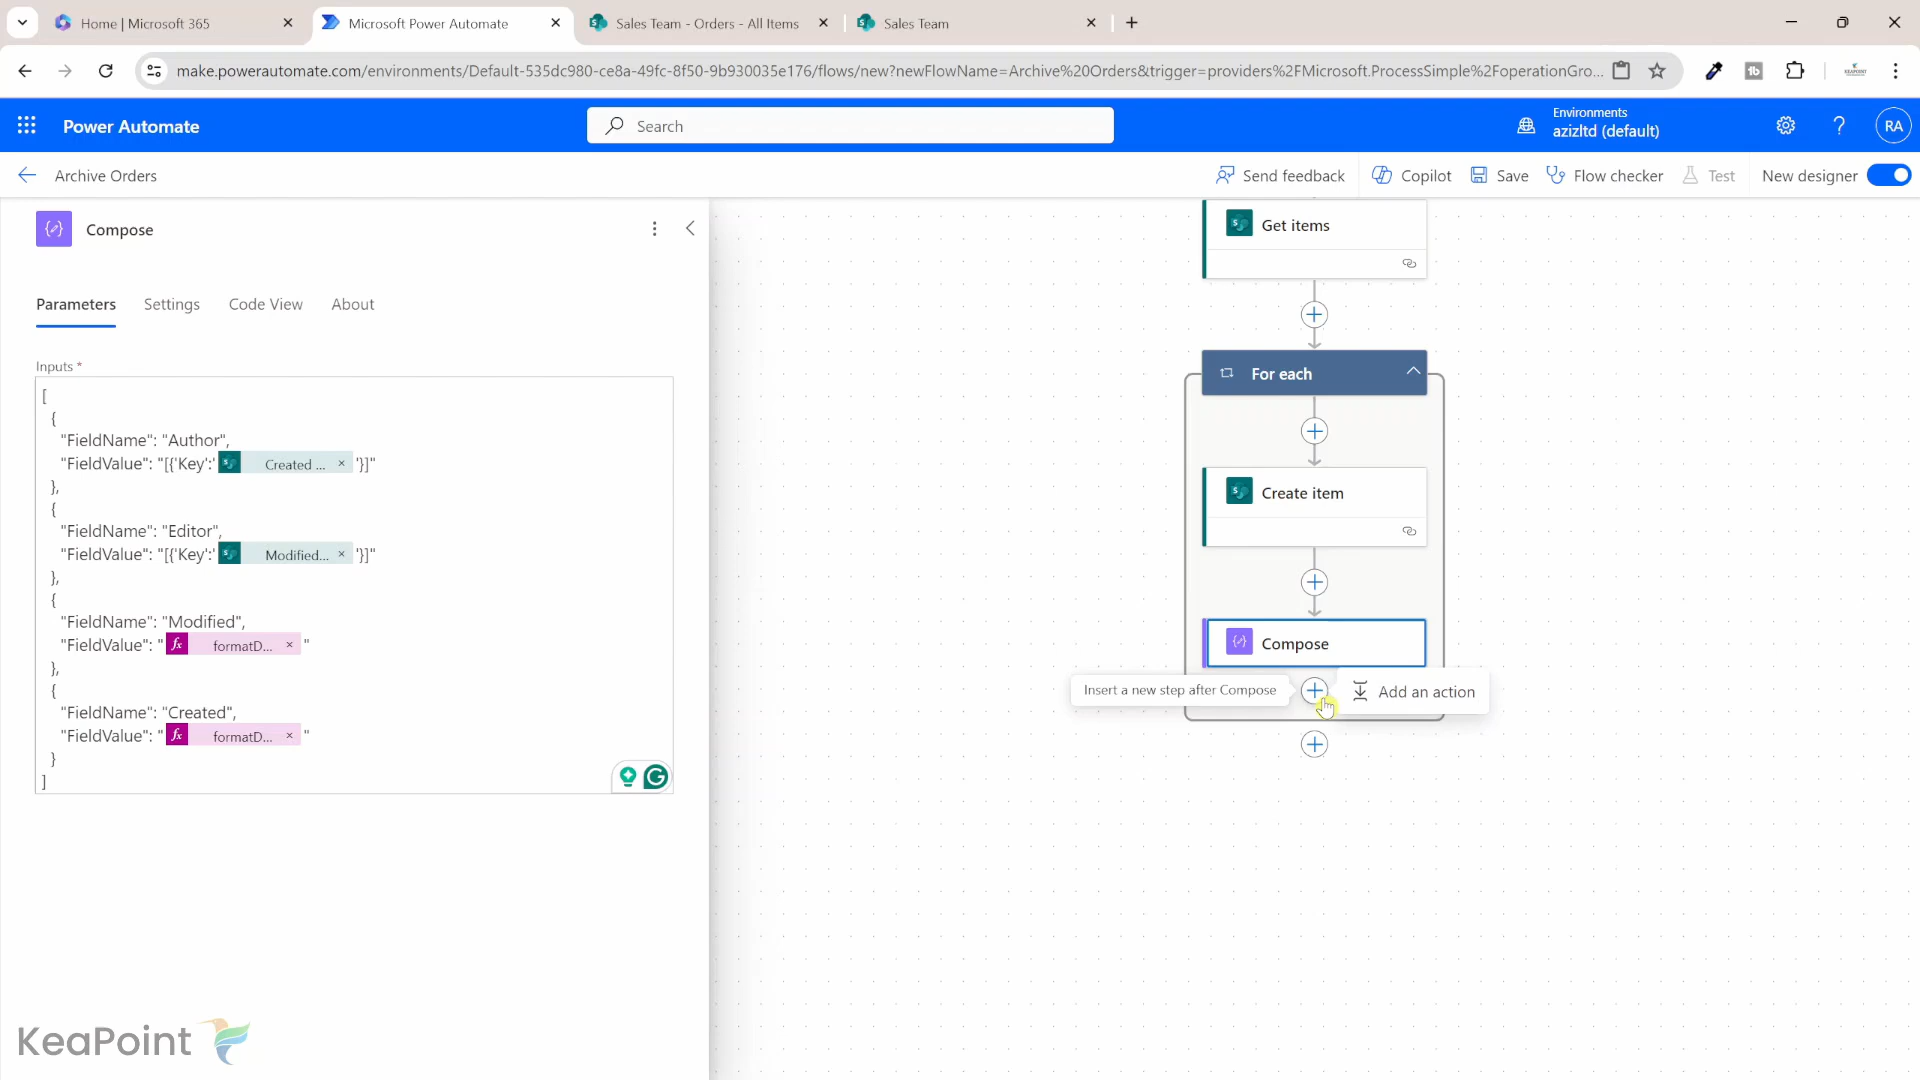 Home | Microsoft 365
Microsoft Power Automate
Sales Team - Orders - All Items
Sales Team
make.powerautomate.com/environments/Default-535dc980-ce8a-49fc-8f50-9b930035e176/flows/new?newFlowName=Archive%20Orders&trigger=providers%2FMicrosoft.ProcessSimple%2FoperationGro...
Power Automate
Search
Environments
azizltd (default)
RA
Archive Orders
Send feedback
Copilot
Save
Flow checker
Test
New designer
Compose
Parameters
Settings
Code View
About
Inputs *
[
{
"FieldName": "Author",
"FieldValue": "[{'Key':' Created ... × '}]"
},
{
"FieldName": "Editor",
"FieldValue": "[{'Key':' Modified... × '}]"
},
{
"FieldName": "Modified",
"FieldValue": " fx formatD... × "
},
{
"FieldName": "Created",
"FieldValue": " fx formatD... × "
}
]
Get items
For each
Create item
Compose
Insert a new step after Compose
Add an action
KeaPoint